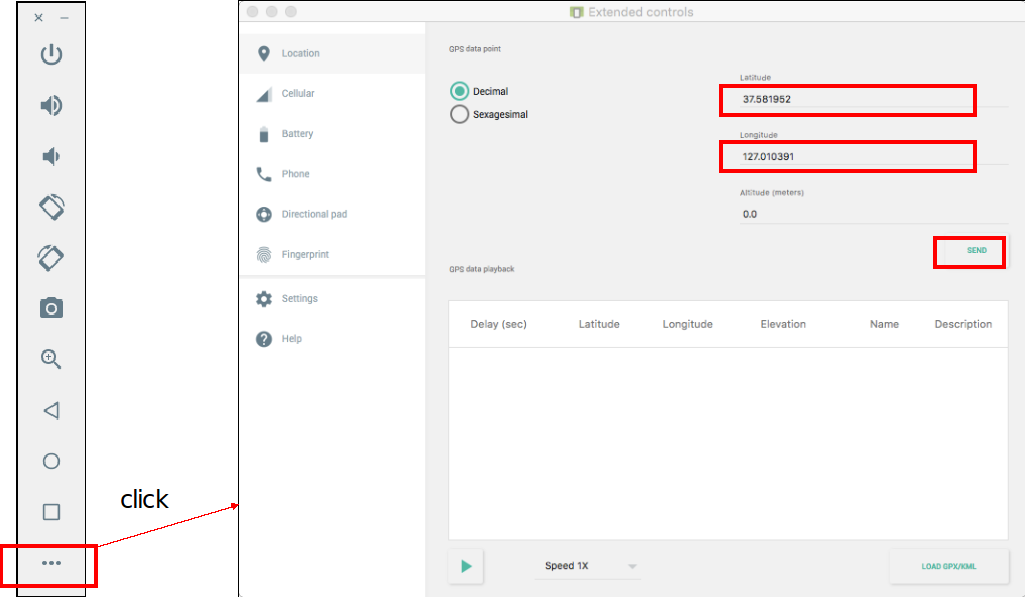 click
Extended controls
Location
Cellular
Battery
Phone
Directional pad
Fingerprint
Settings
Help
GPS data point
Decimal
Sexagesimal
Latitude
37.581952
Longitude
127.010391
Altitude (meters)
0.0
SEND
GPS data playback
Delay (sec) Latitude Longitude Elevation Name Description
Speed 1X
LOAD GPX/KML